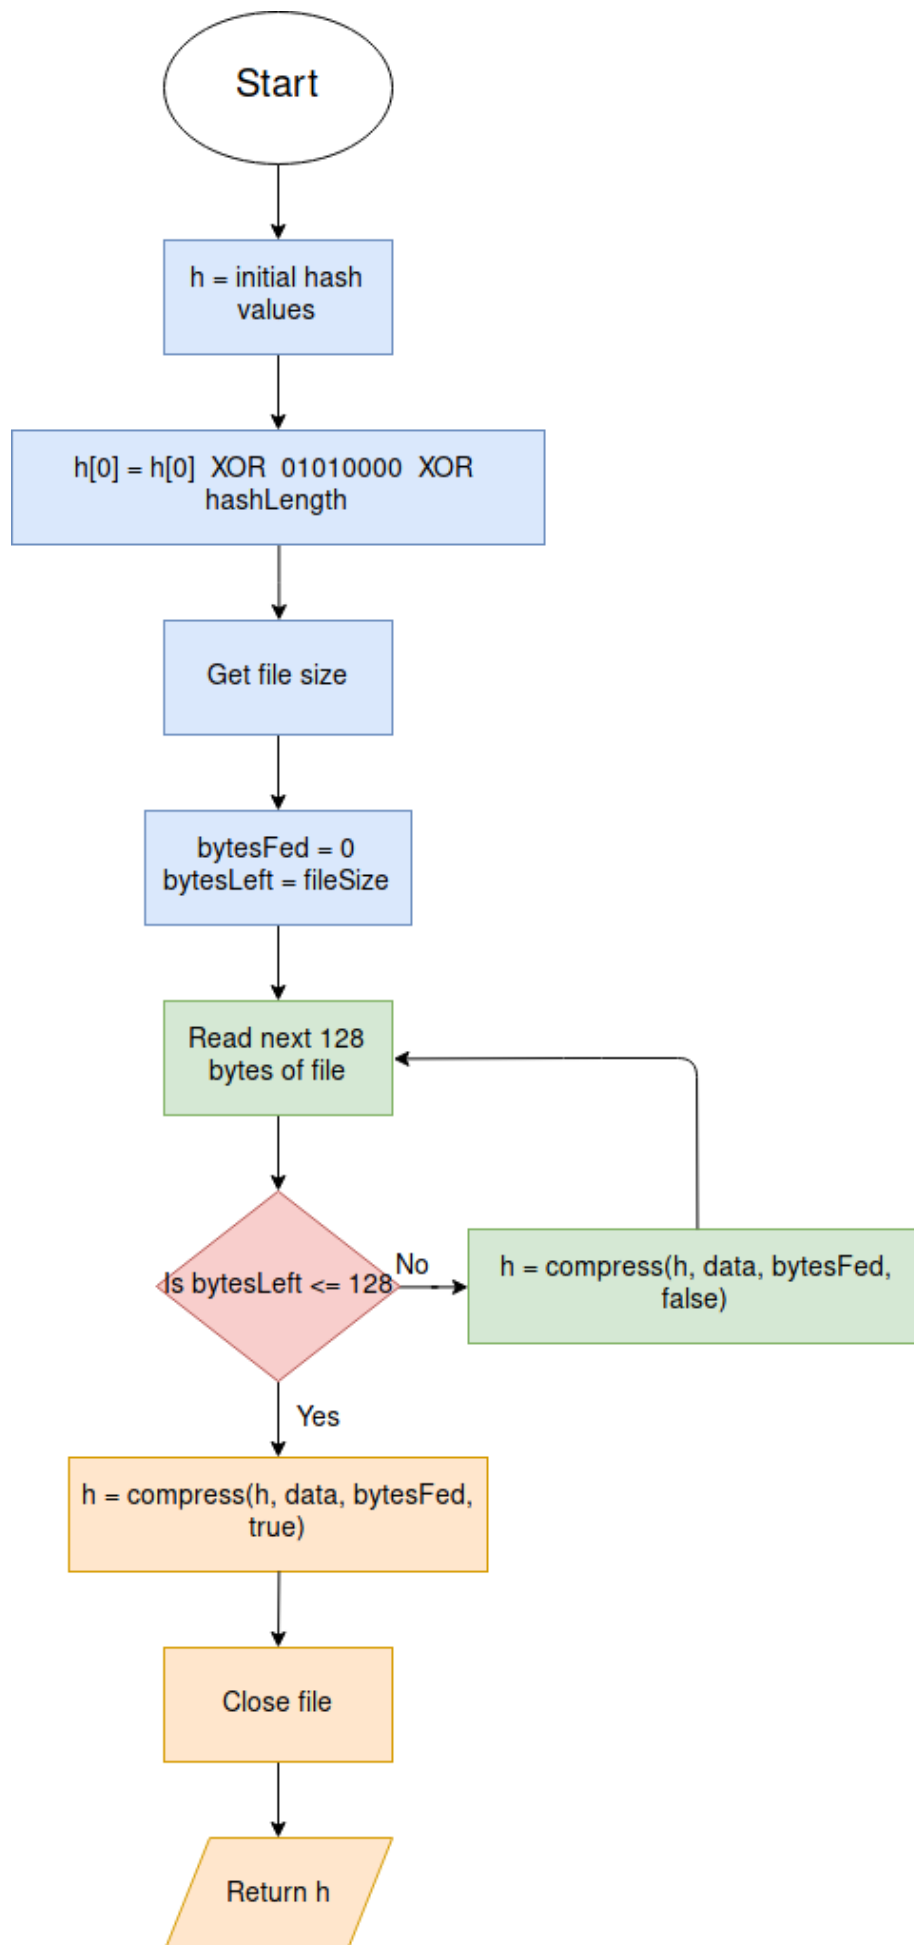 Start
h = initial hash
values
h[0] = h[0]  XOR  01010000  XOR
hashLength
Get file size
bytesFed = 0
bytesLeft = fileSize
Read next 128
bytes of file
Is bytesLeft <= 128
No
h = compress(h, data, bytesFed,
false)
Yes
h = compress(h, data, bytesFed,
true)
Close file
Return h